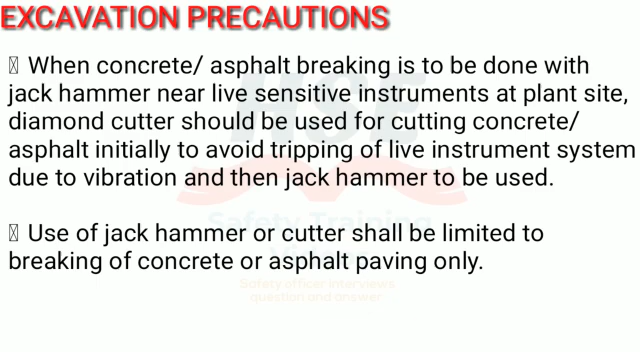 EXCAVATION PRECAUTIONS
When concrete/ asphalt breaking is to be done with
jack hammer near live sensitive instruments at plant site,
diamond cutter should be used for cutting concrete/
asphalt initially to avoid tripping of live instrument system
due to vibration and then jack hammer to be used.
Use of jack hammer or cutter shall be limited to
breaking of concrete or asphalt paving only.
HSE
Safety Training
Safety officer interviews
question and answer